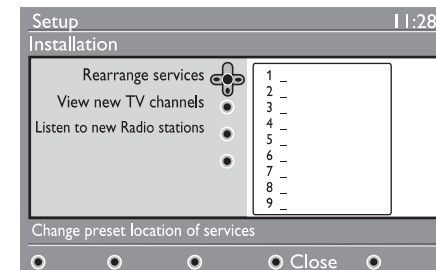 Setup 11:28
Installation
Rearrange services
View new TV channels
Listen to new Radio stations
1 _
2 _
3 _
4 _
5 _
6 _
7 _
8 _
9 _
Change preset location of services
Close